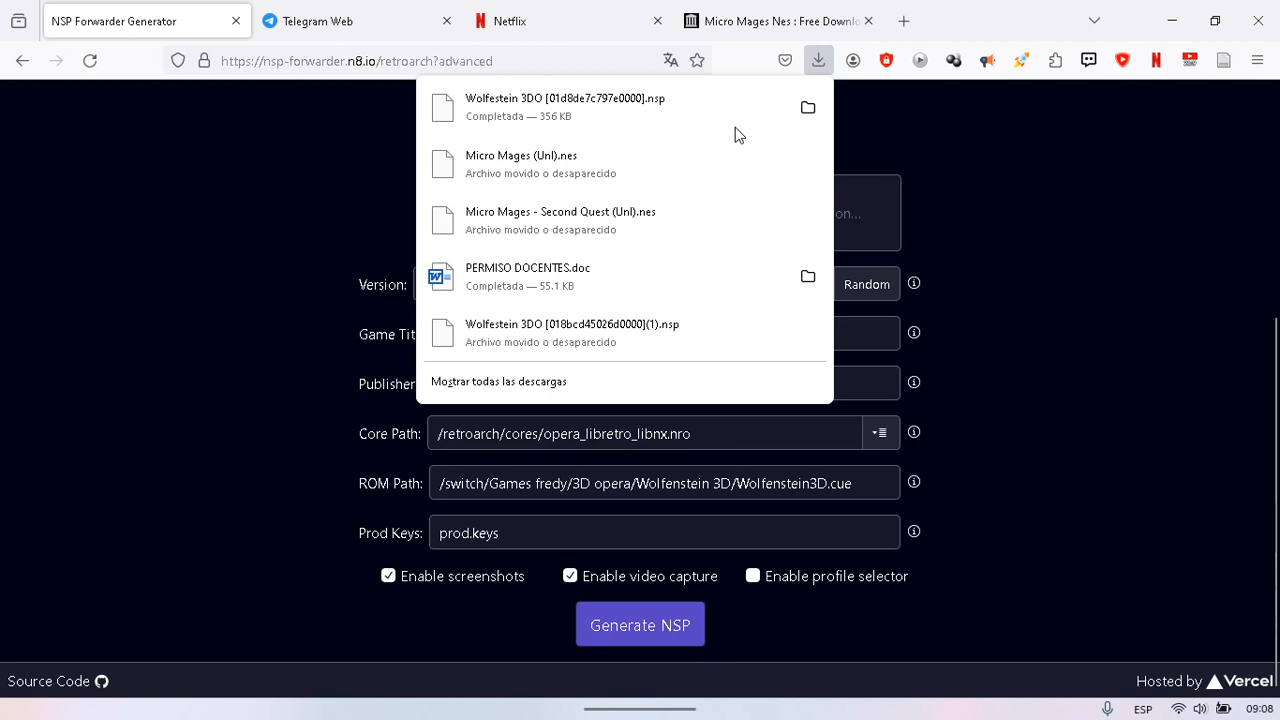 NSP Forwarder Generator
Telegram Web
Netflix
Micro Mages Nes : Free Downlo
https://nsp-forwarder.n8.io/retroarch?advanc
Wolfestein 3DO [01d8de7c797e0000].nsp
Completada — 356 KB
Micro Mages (Unl).nes
Archivo movido o desaparecido
Micro Mages - Second Quest (Unl).nes
Archivo movido o desaparecido
PERMISO DOCENTES.doc
Completada — 55.1 KB
Wolfestein 3DO [018bcd45026d0000](1).nsp
Archivo movido o desaparecido
Mostrar todas las descargas
on...
Version:
Random
Game Tit
Publisher
Core Path:
/retroarch/cores/opera_libretro_libnx.nro
ROM Path:
/switch/Games fredy/3D opera/Wolfenstein 3D/Wolfenstein3D.cue
Prod Keys:
prod.keys
Enable screenshots
Enable video capture
Enable profile selector
Generate NSP
Source Code
Hosted by Vercel
ESP
09:08